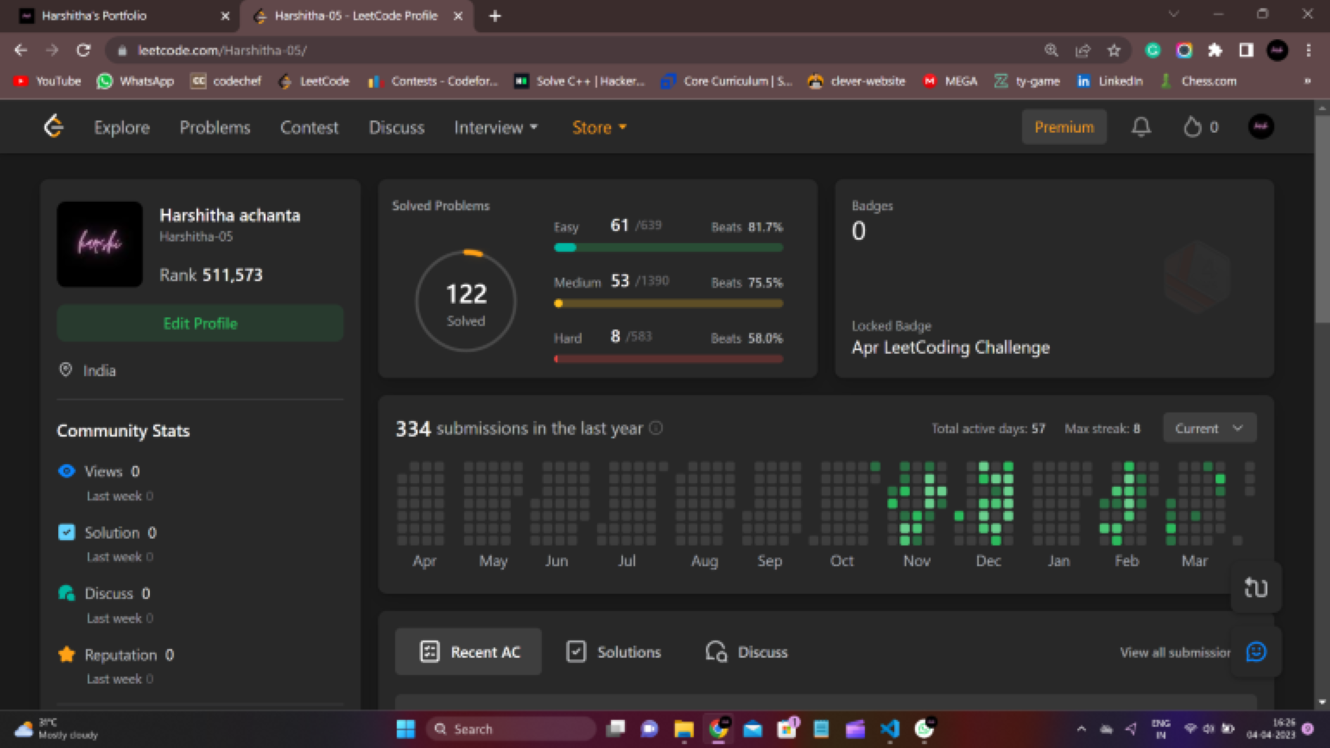 Harshitha's Portfolio
Harshitha-05 - LeetCode Profile
leetcode.com/Harshitha-05/
YouTube WhatsApp CC codechef LeetCode Contests - Codefor... Solve C++ | Hacker... Core Curriculum | S... clever-website M MEGA ty-game in LinkedIn Chess.com »
Explore Problems Contest Discuss Interview Store Premium 0
Harshitha achanta
Harshitha-05
Rank 511,573
harshi
Edit Profile
India
Community Stats
Views 0
Last week 0
Solution 0
Last week 0
Discuss 0
Last week 0
Reputation 0
Last week 0
Solved Problems
122
Solved
Easy 61 /639 Beats 81.7%
Medium 53 /1390 Beats 75.5%
Hard 8 /583 Beats 58.0%
Badges
0
Locked Badge
Apr LeetCoding Challenge
334 submissions in the last year Total active days: 57 Max streak: 8 Current
Apr May Jun Jul Aug Sep Oct Nov Dec Jan Feb Mar
Recent AC Solutions Discuss View all submission
31°C
Mostly cloudy
Search
1
ENG
IN
16:26
04-04-2023